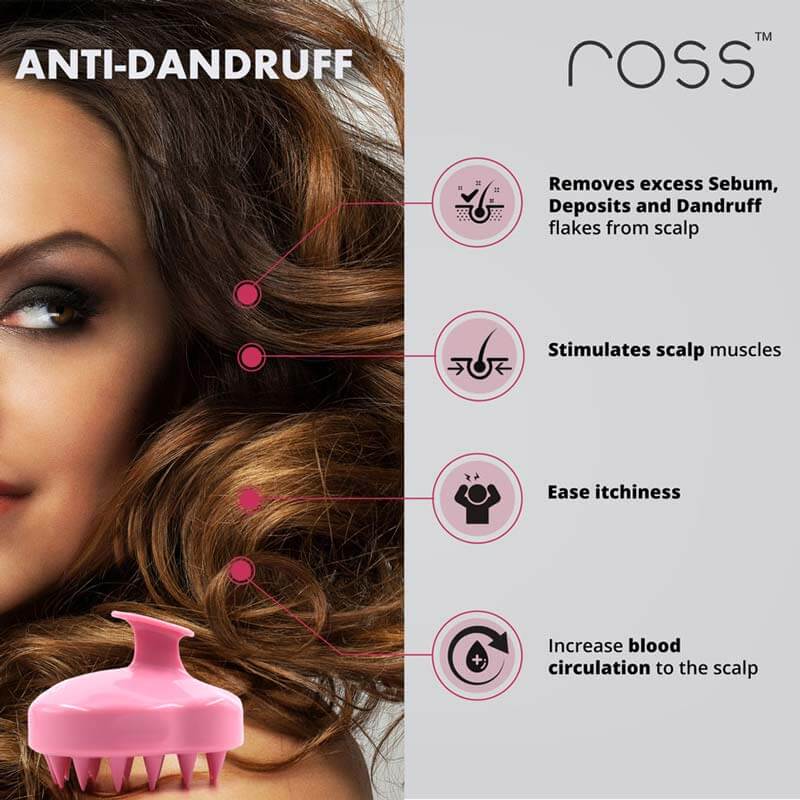 ANTI-DANDRUFF
ross™
Removes excess Sebum,
Deposits and Dandruff
flakes from scalp
Stimulates scalp muscles
Ease itchiness
Increase blood
circulation to the scalp